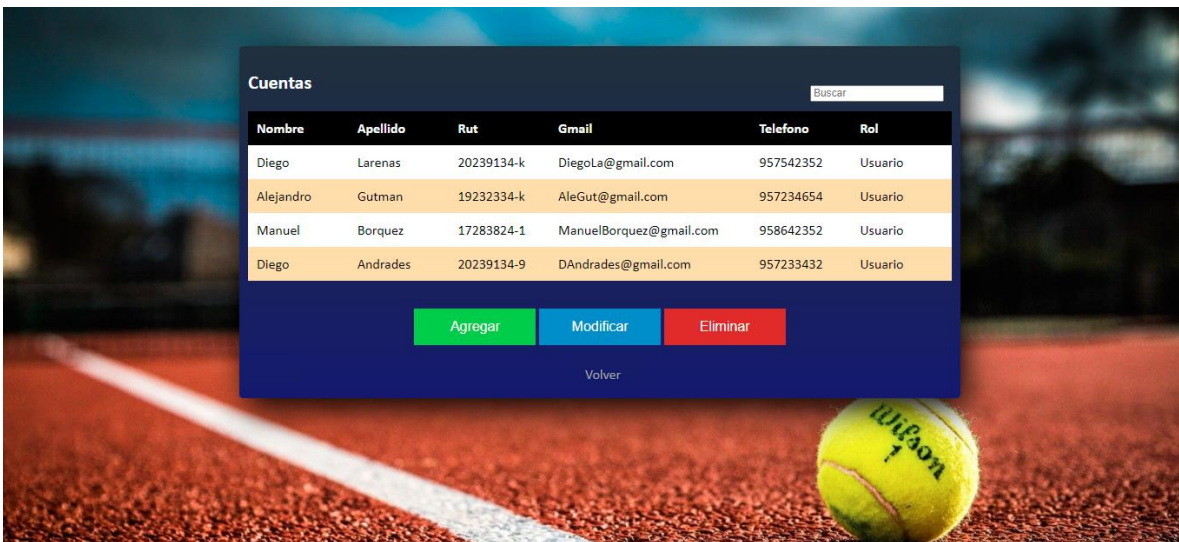 Cuentas
Buscar
Nombre Apellido Rut Gmail Telefono Rol
Diego Larenas 20239134-k DiegoLa@gmail.com 957542352 Usuario
Alejandro Gutman 19232334-k AleGut@gmail.com 957234654 Usuario
Manuel Borquez 17283824-1 ManuelBorquez@gmail.com 958642352 Usuario
Diego Andrades 20239134-9 DAndrades@gmail.com 957233432 Usuario
Agregar Modificar Eliminar
Volver
Wilson
1